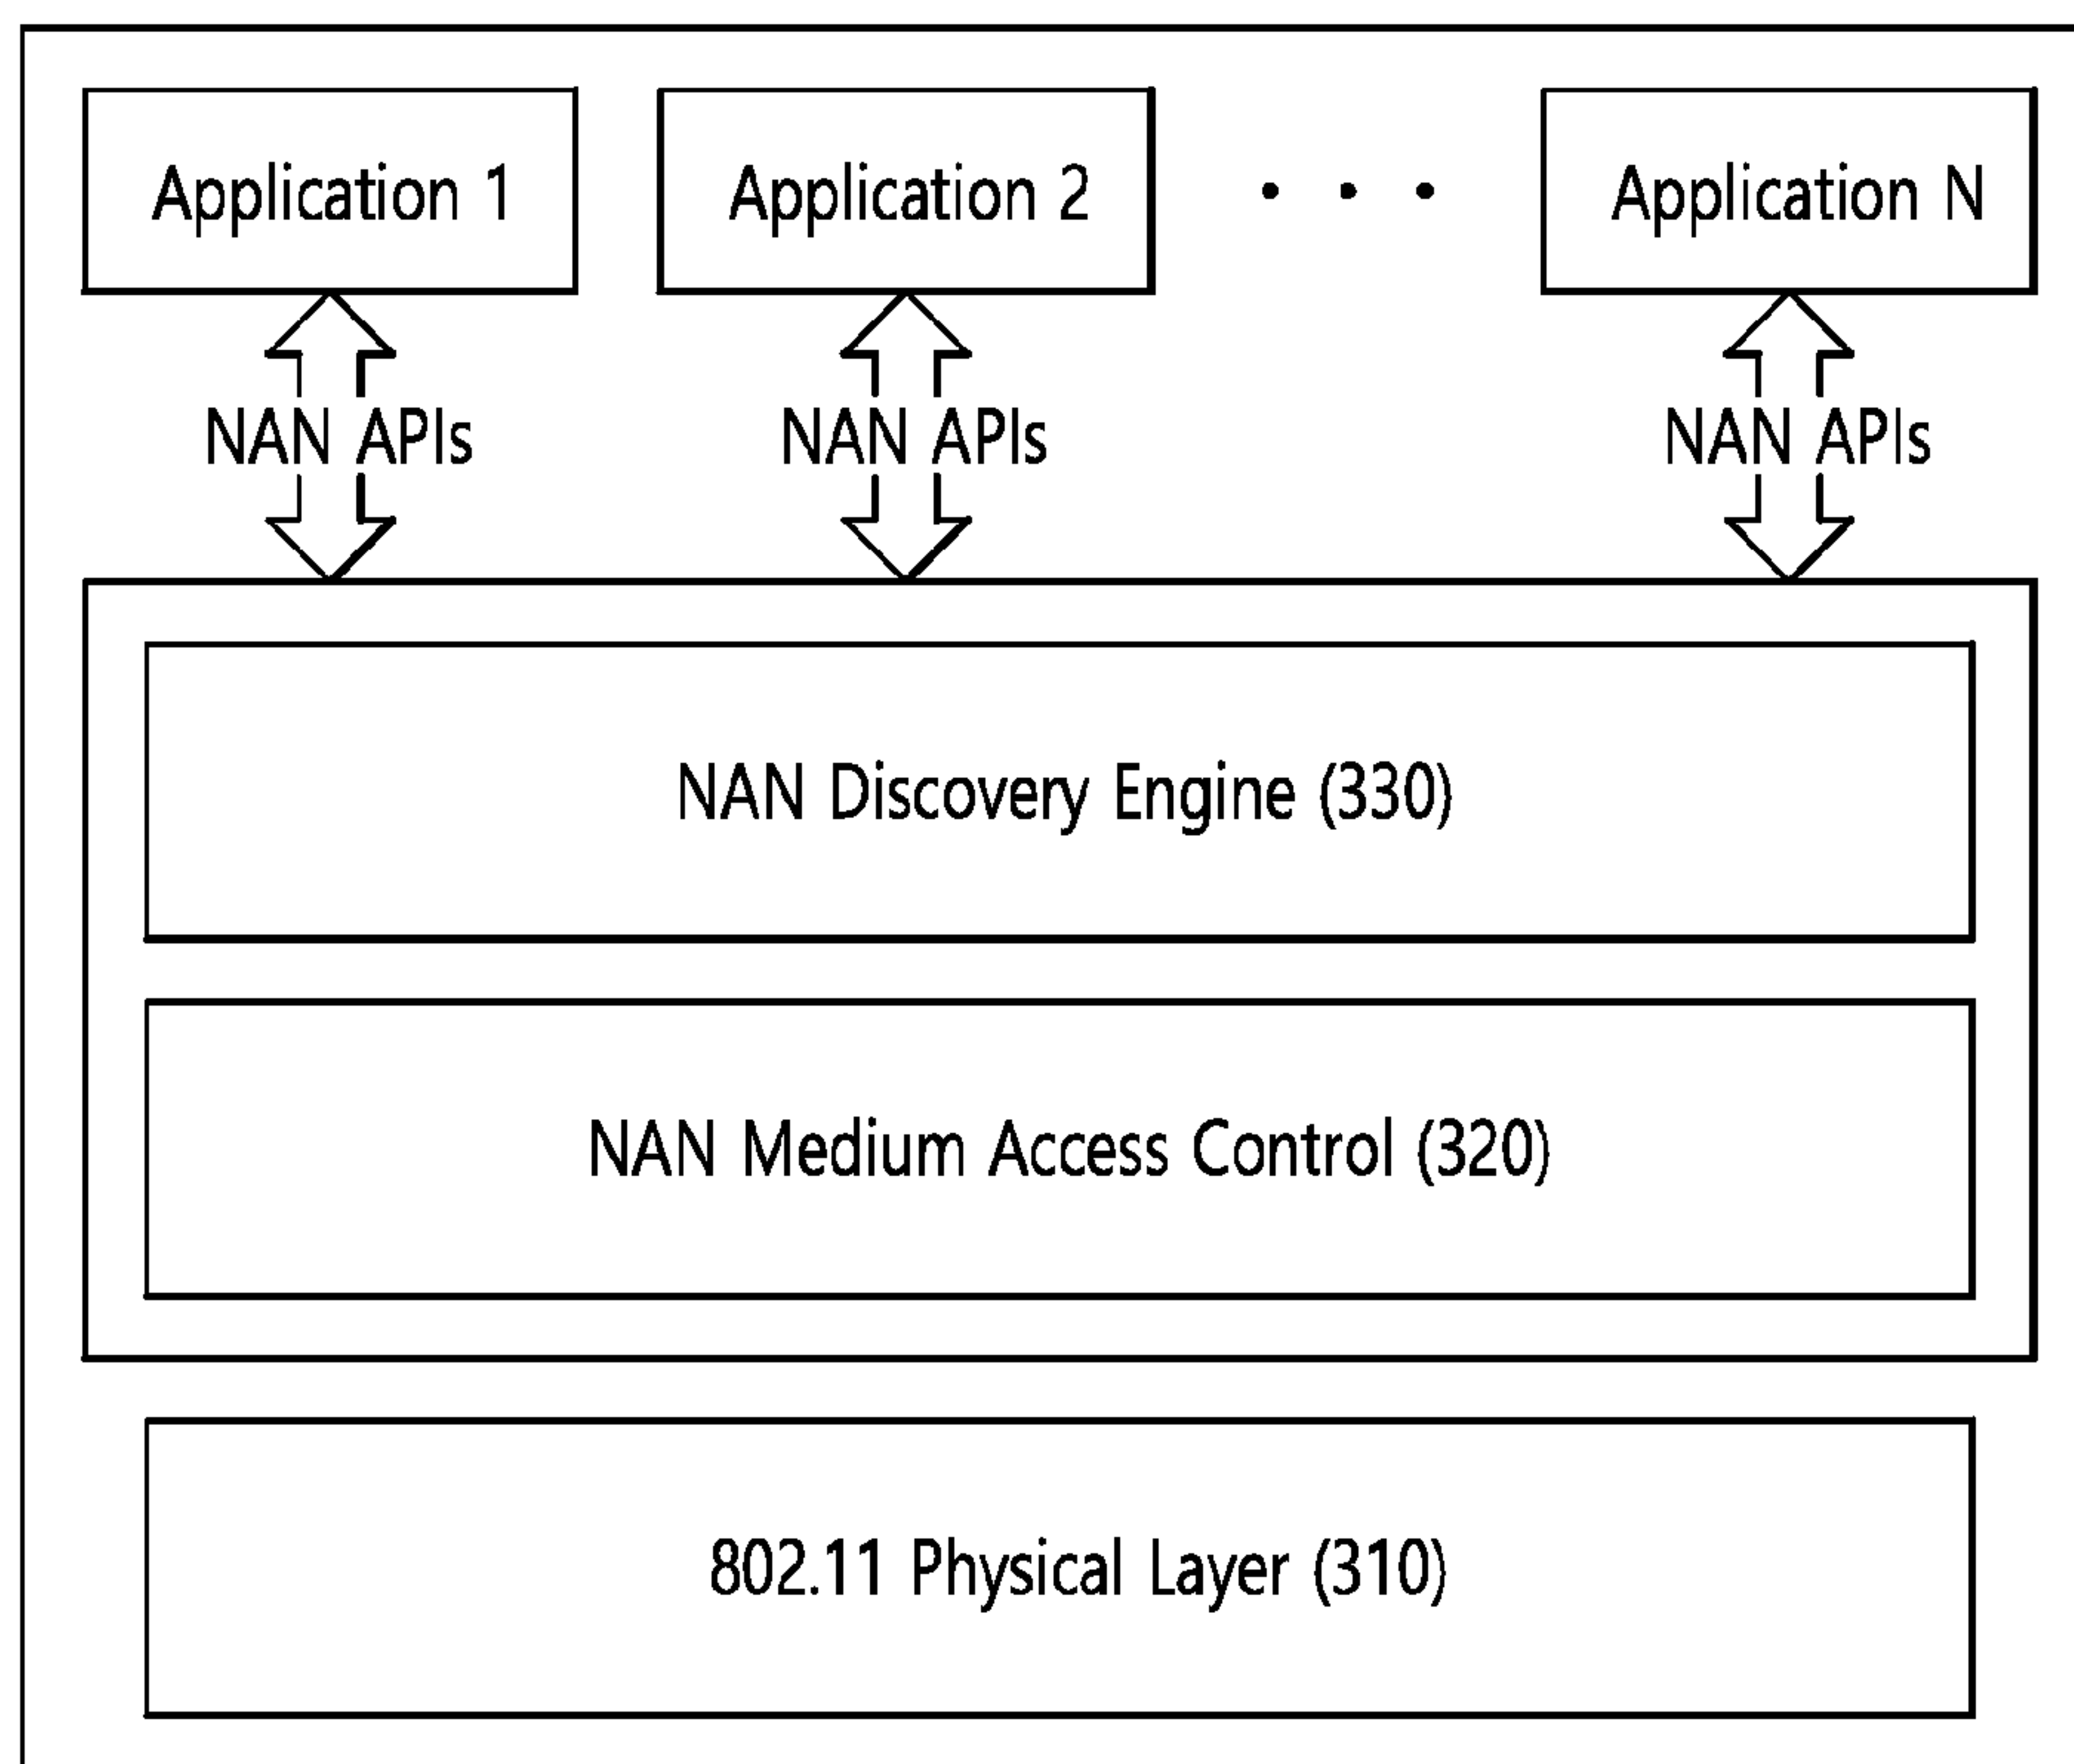 Application 1
Application 2
• • •
Application N
NAN APIs
NAN APIs
NAN APIs
NAN Discovery Engine (330)
NAN Medium Access Control (320)
802.11 Physical Layer (310)